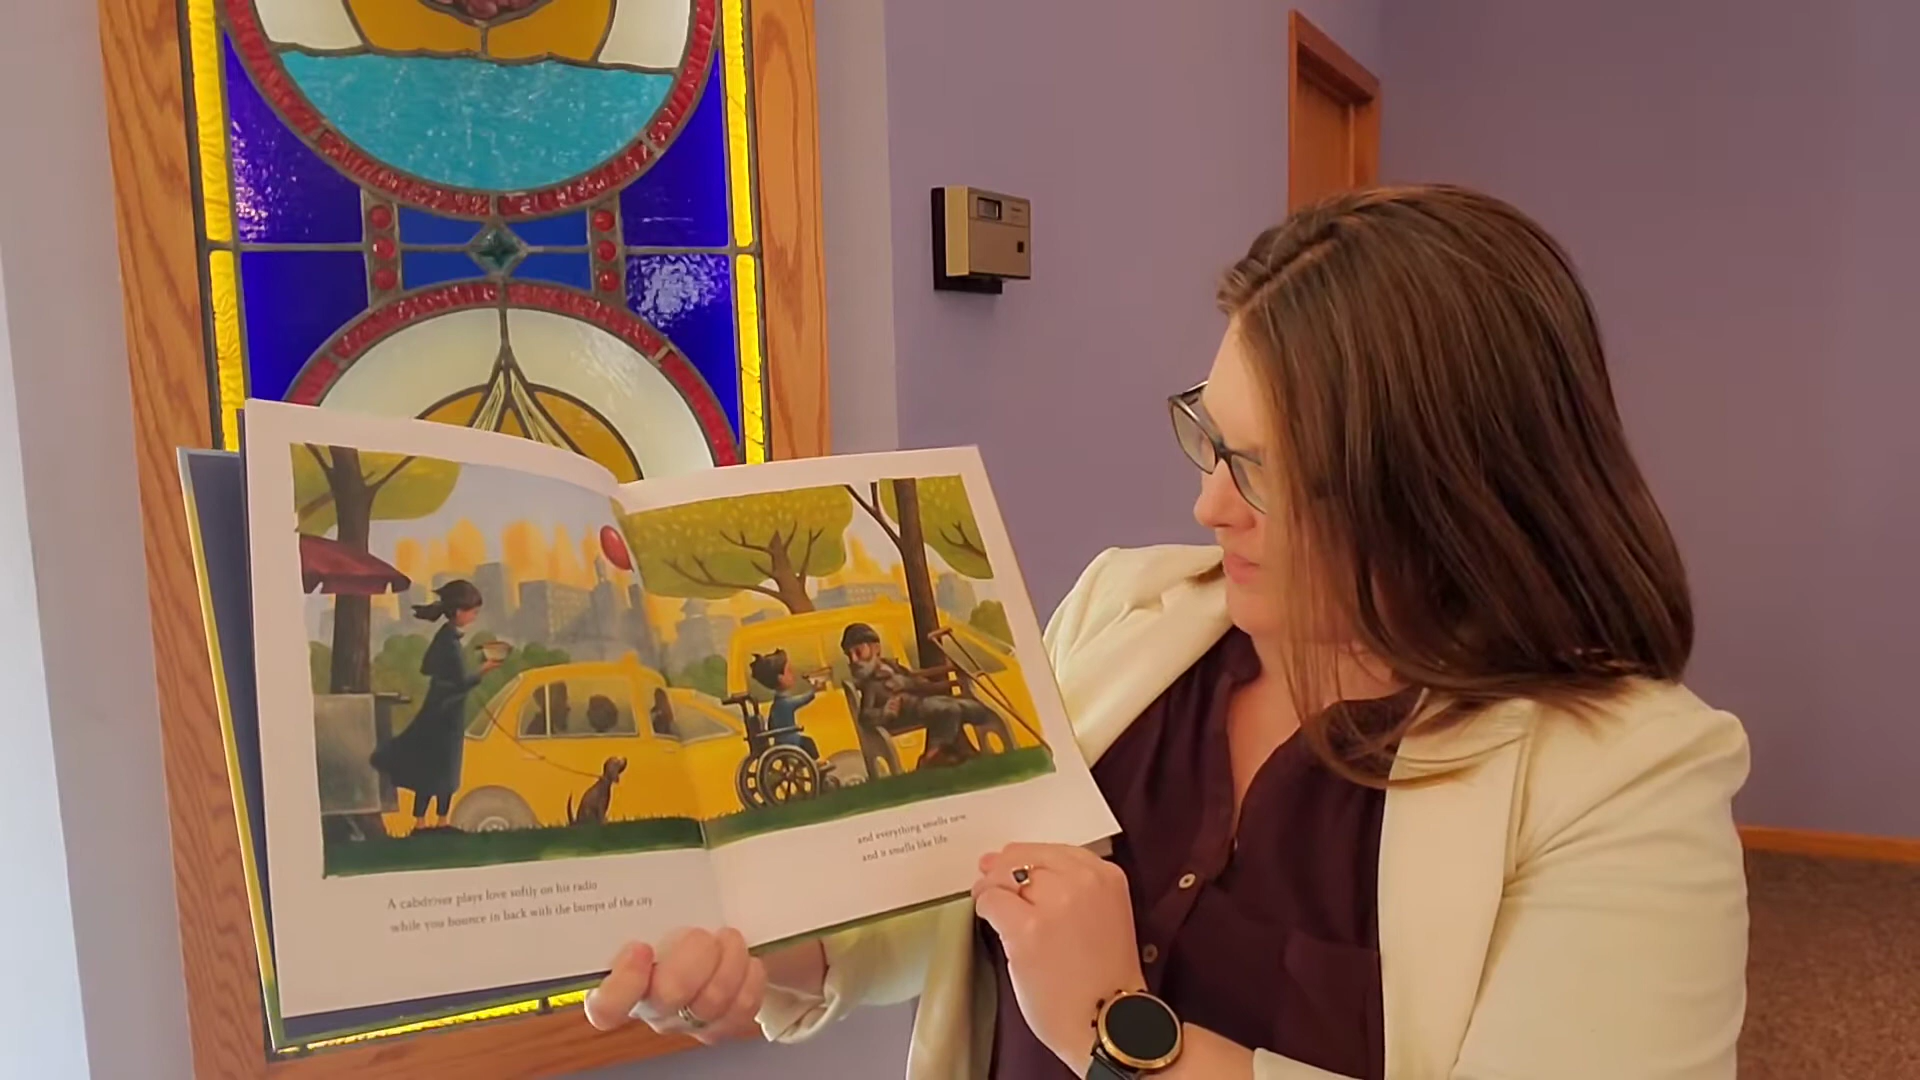 A cabdriver plays love softly on his radio
while you bounce in back with the bumps of the city
and everything smells new,
and it smells like life.